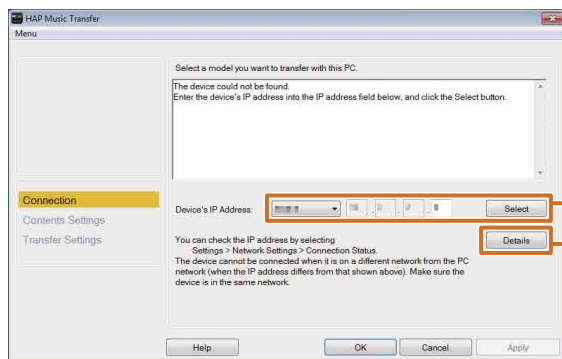 HAP Music Transfer
Menu
Select a model you want to transfer with this PC.
The device could not be found.
Enter the device's IP address into the IP address field below, and click the Select button.
Connection
Contents Settings
Transfer Settings
Device's IP Address:
Select
You can check the IP address by selecting
Settings > Network Settings > Connection Status.
The device cannot be connected when it is on a different network from the PC
network (when the IP address differs from that shown above). Make sure the
device is in the same network.
Details
Help
OK
Cancel
Apply